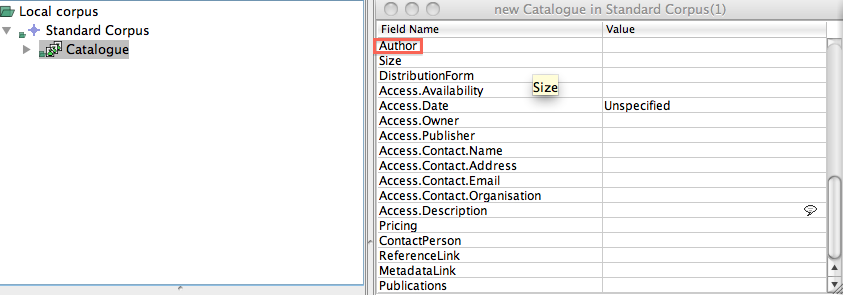 Local corpus
Standard Corpus
Catalogue
new Catalogue in Standard Corpus(1)
Field Name Value
Author
Size
DistributionForm
Access.Availability
Size
Access.Date Unspecified
Access.Owner
Access.Publisher
Access.Contact.Name
Access.Contact.Address
Access.Contact.Email
Access.Contact.Organisation
Access.Description
Pricing
ContactPerson
ReferenceLink
MetadataLink
Publications